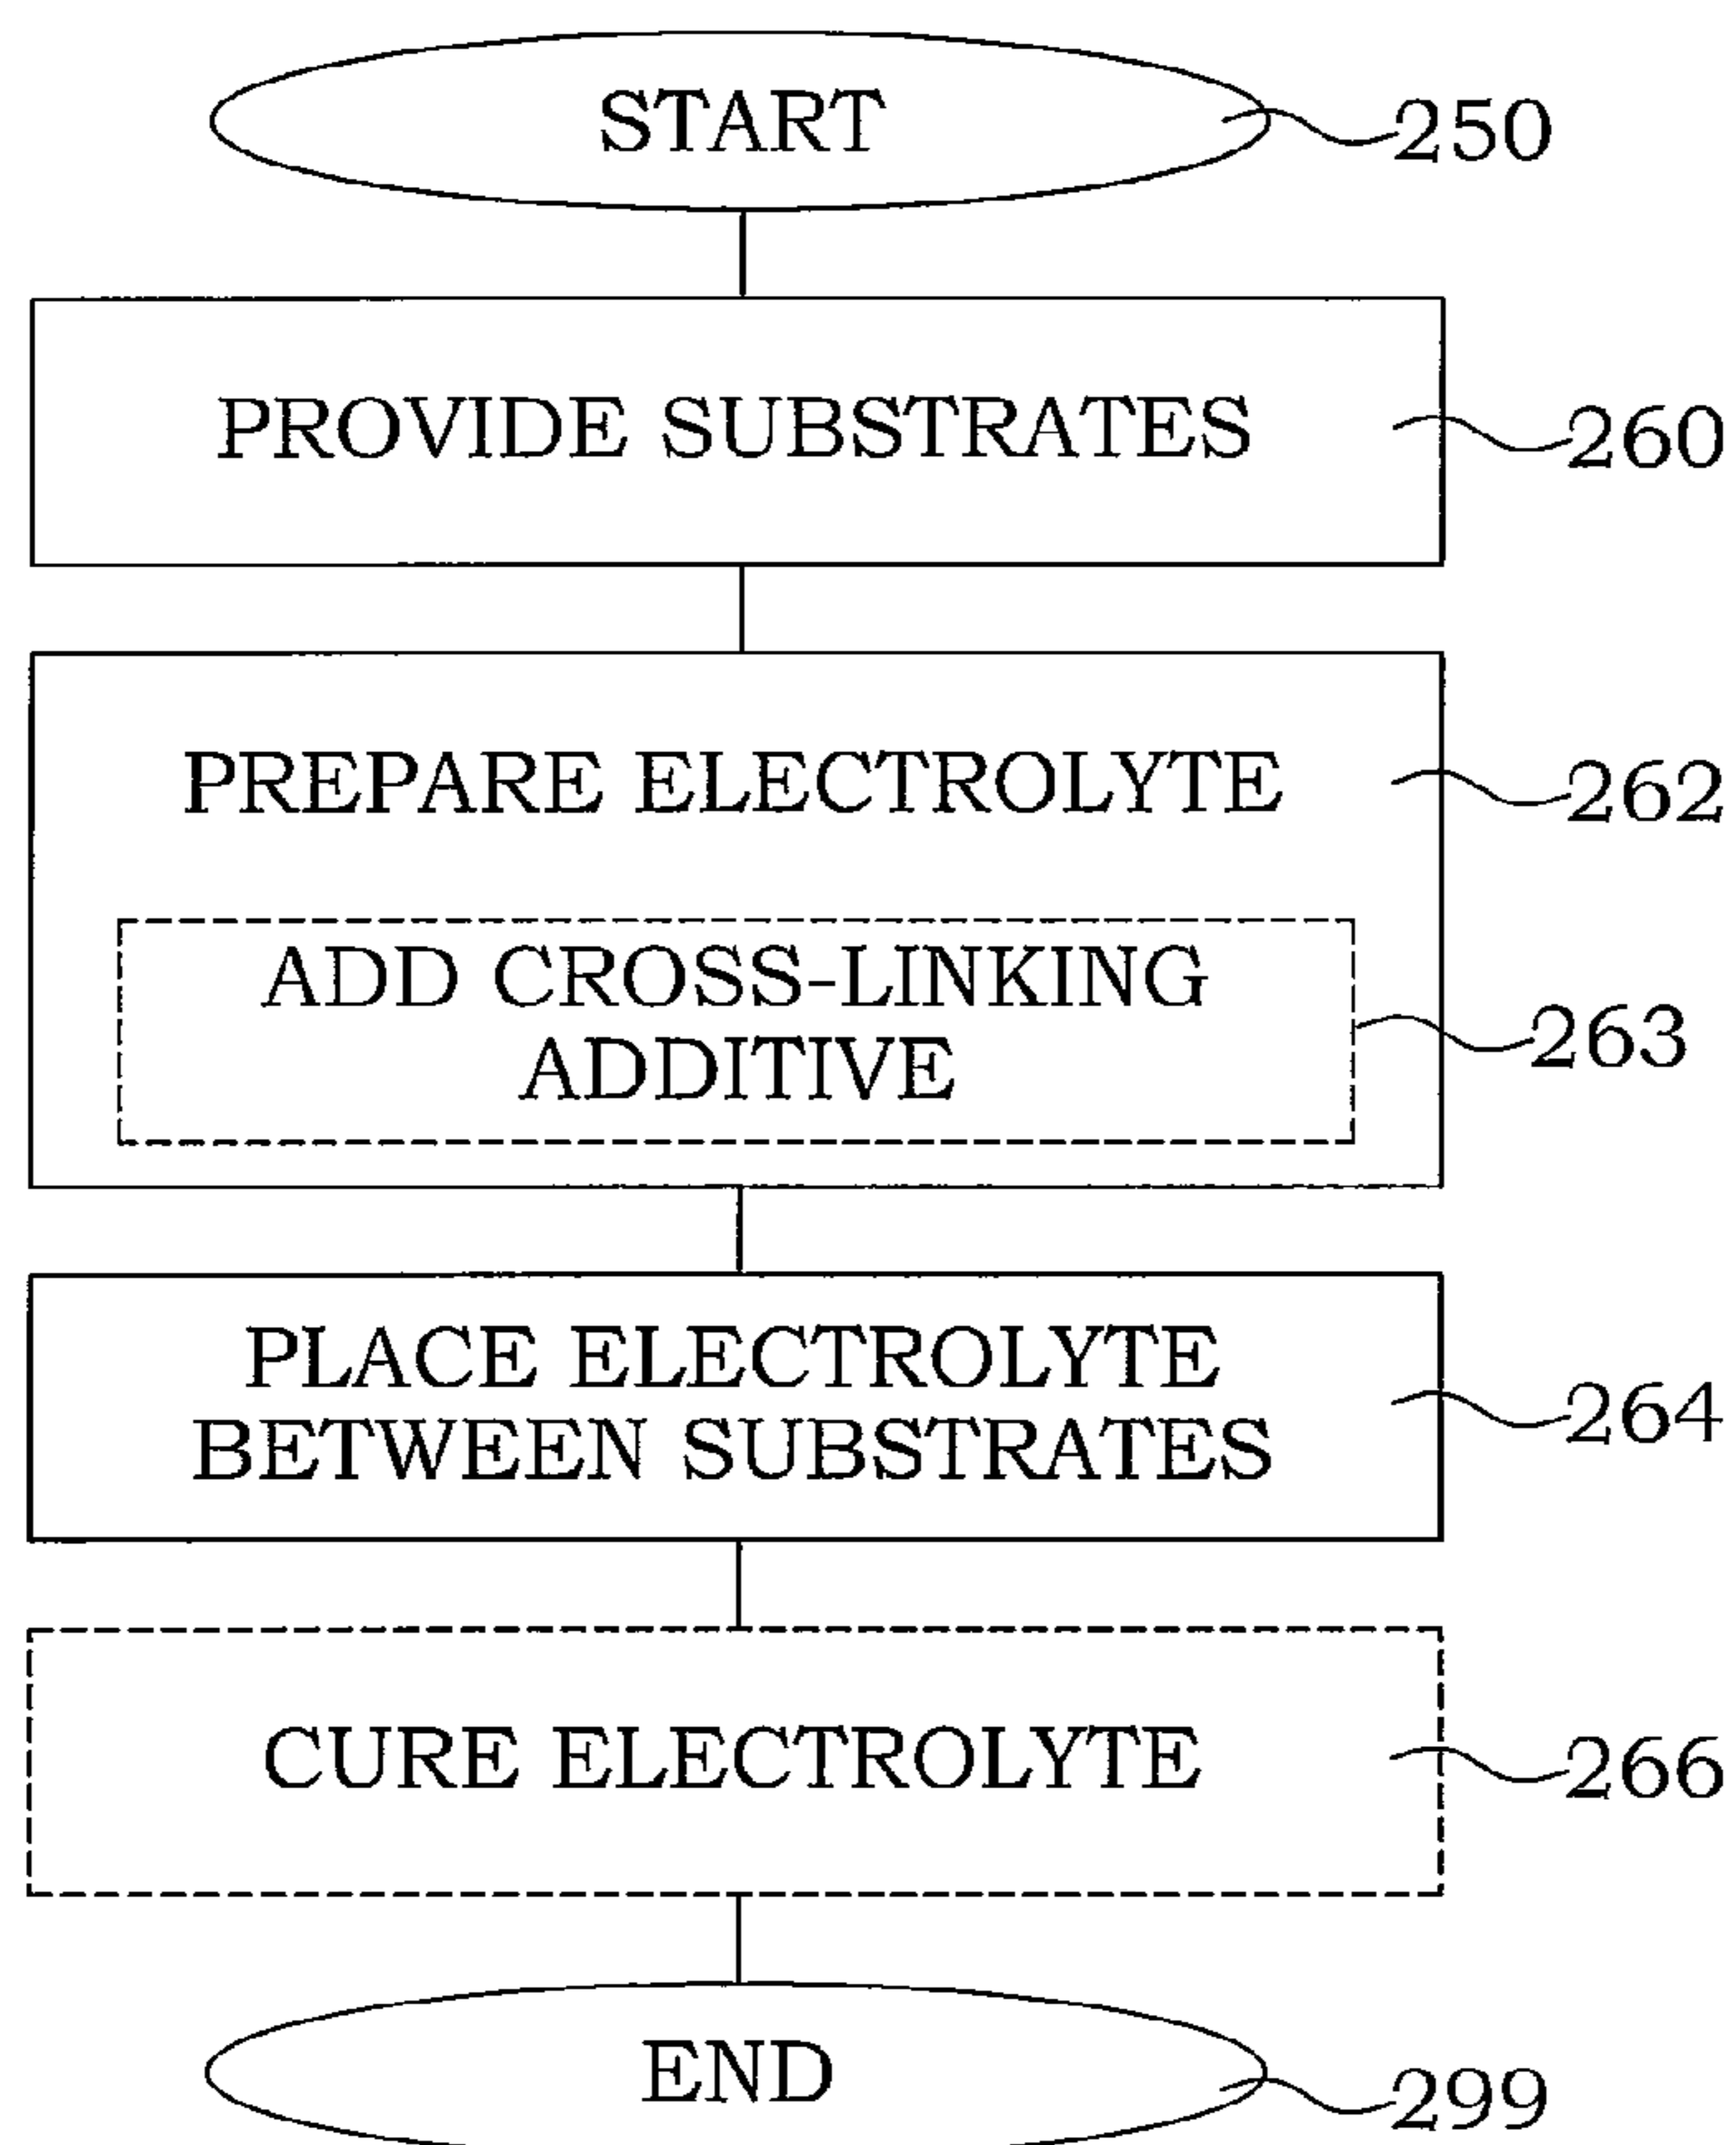 START
250
PROVIDE SUBSTRATES
260
PREPARE ELECTROLYTE
262
ADD CROSS-LINKING
ADDITIVE
263
PLACE ELECTROLYTE
BETWEEN SUBSTRATES
264
CURE ELECTROLYTE
266
END
299